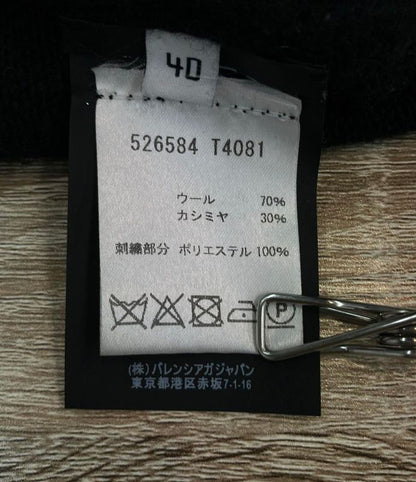 40
526584 T4081
ウール 70%
カシミヤ 30%
刺繍部分 ポリエステル 100%
P
(株)バレンシアガジャパン
東京都港区赤坂7-1-16